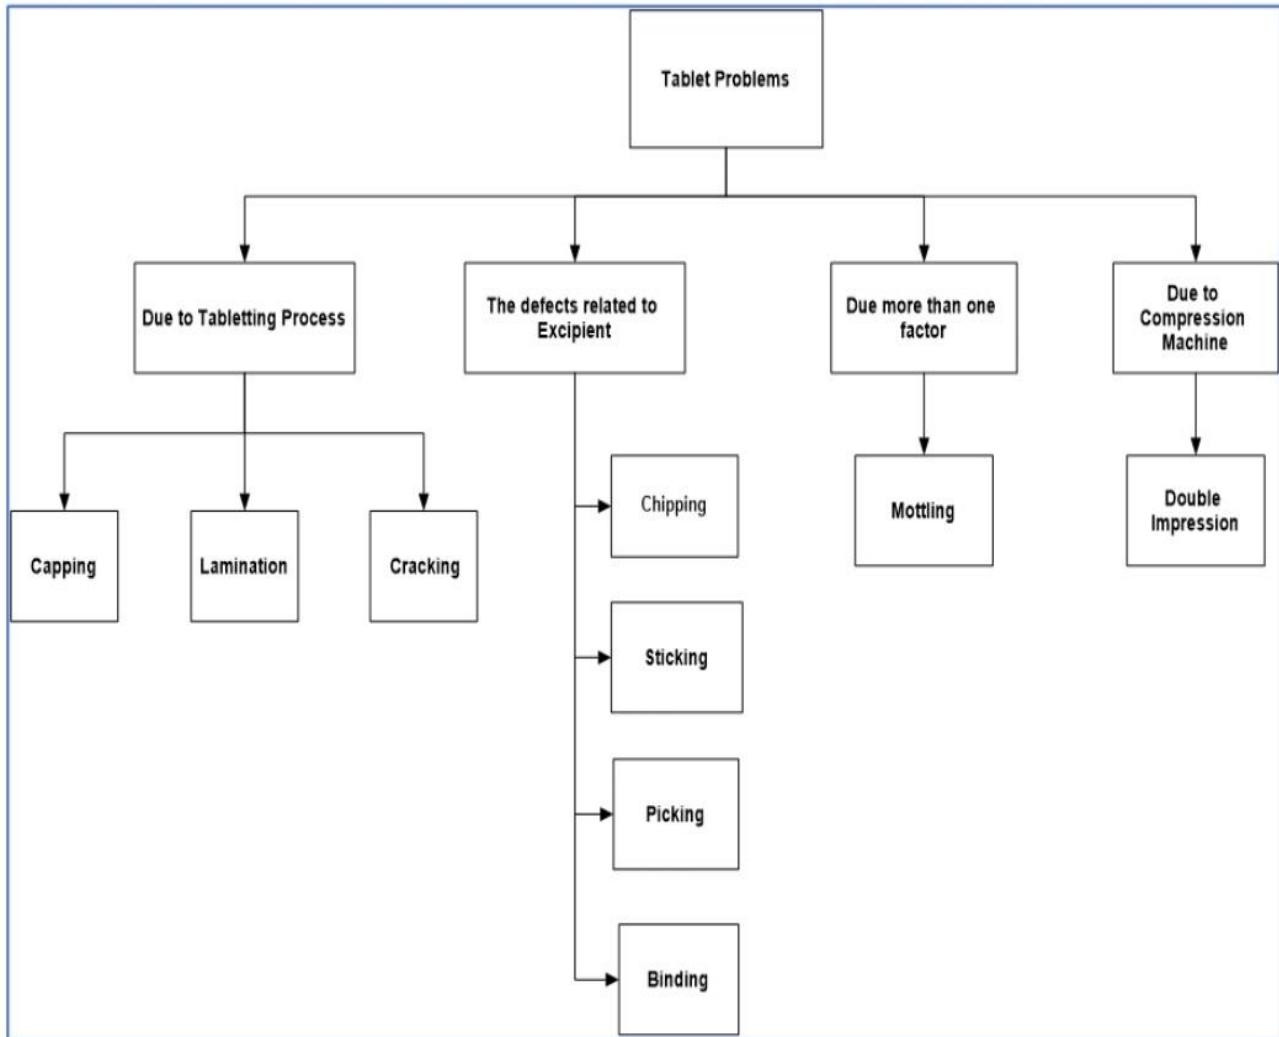 Tablet Problems
Due to Tabletting Process
The defects related to
Excipient
Due more than one
factor
Due to
Compression
Machine
Capping
Lamination
Cracking
Chipping
Sticking
Picking
Binding
Mottling
Double
Impression